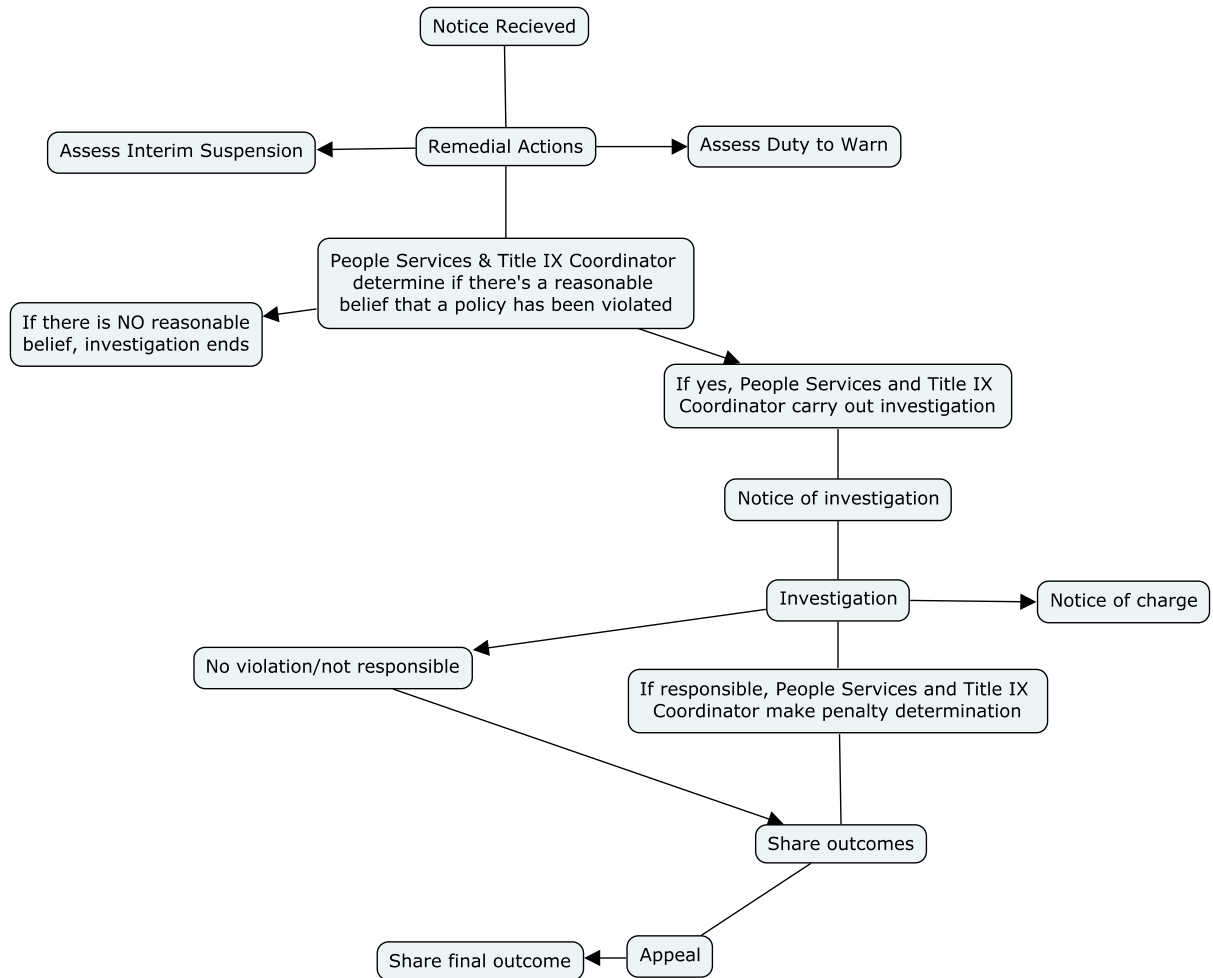 Notice Recieved
Assess Interim Suspension
Remedial Actions
Assess Duty to Warn
People Services & Title IX Coordinator
determine if there's a reasonable
belief that a policy has been violated
If there is NO reasonable
belief, investigation ends
If yes, People Services and Title IX
Coordinator carry out investigation
Notice of investigation
Investigation
Notice of charge
No violation/not responsible
If responsible, People Services and Title IX
Coordinator make penalty determination
Share outcomes
Appeal
Share final outcome